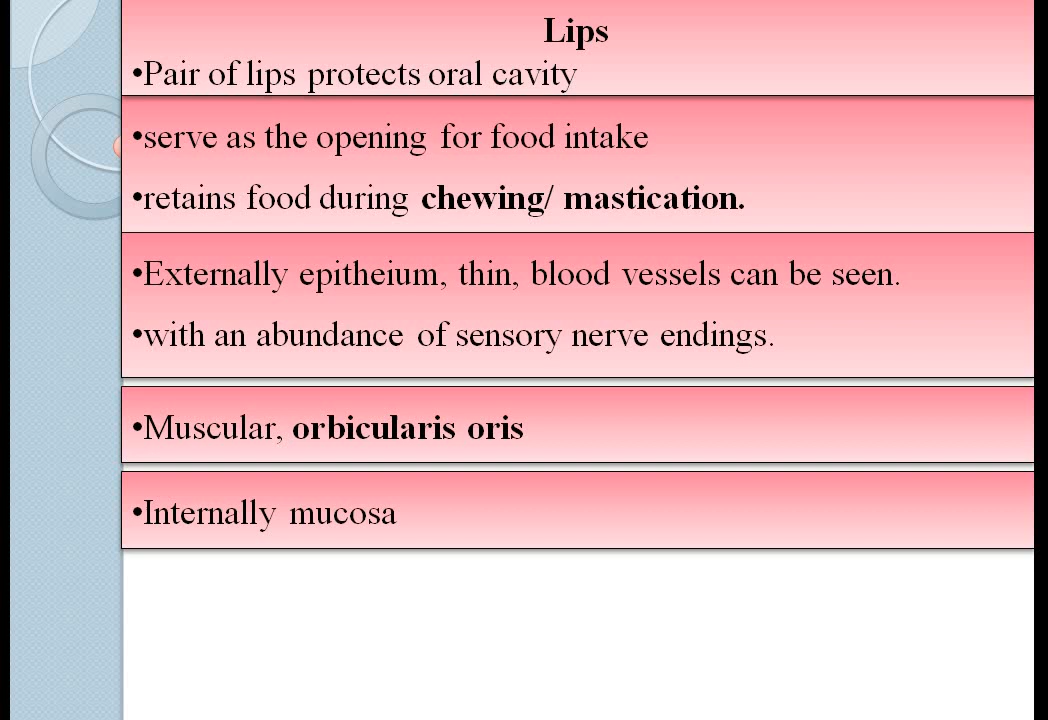 Lips
•Pair of lips protects oral cavity
•serve as the opening for food intake
•retains food during chewing/ mastication.
•Externally epitheium, thin, blood vessels can be seen.
•with an abundance of sensory nerve endings.
•Muscular, orbicularis oris
•Internally mucosa